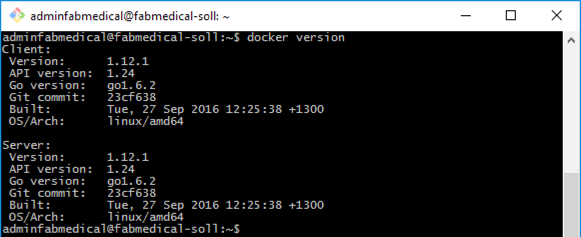 adminfabmedical@fabmedical-soll: ~
adminfabmedical@fabmedical-soll:~$ docker version
Client:
 Version:      1.12.1
 API version:  1.24
 Go version:   go1.6.2
 Git commit:   23cf638
 Built:        Tue, 27 Sep 2016 12:25:38 +1300
 OS/Arch:      linux/amd64

Server:
 Version:      1.12.1
 API version:  1.24
 Go version:   go1.6.2
 Git commit:   23cf638
 Built:        Tue, 27 Sep 2016 12:25:38 +1300
 OS/Arch:      linux/amd64
adminfabmedical@fabmedical-soll:~$